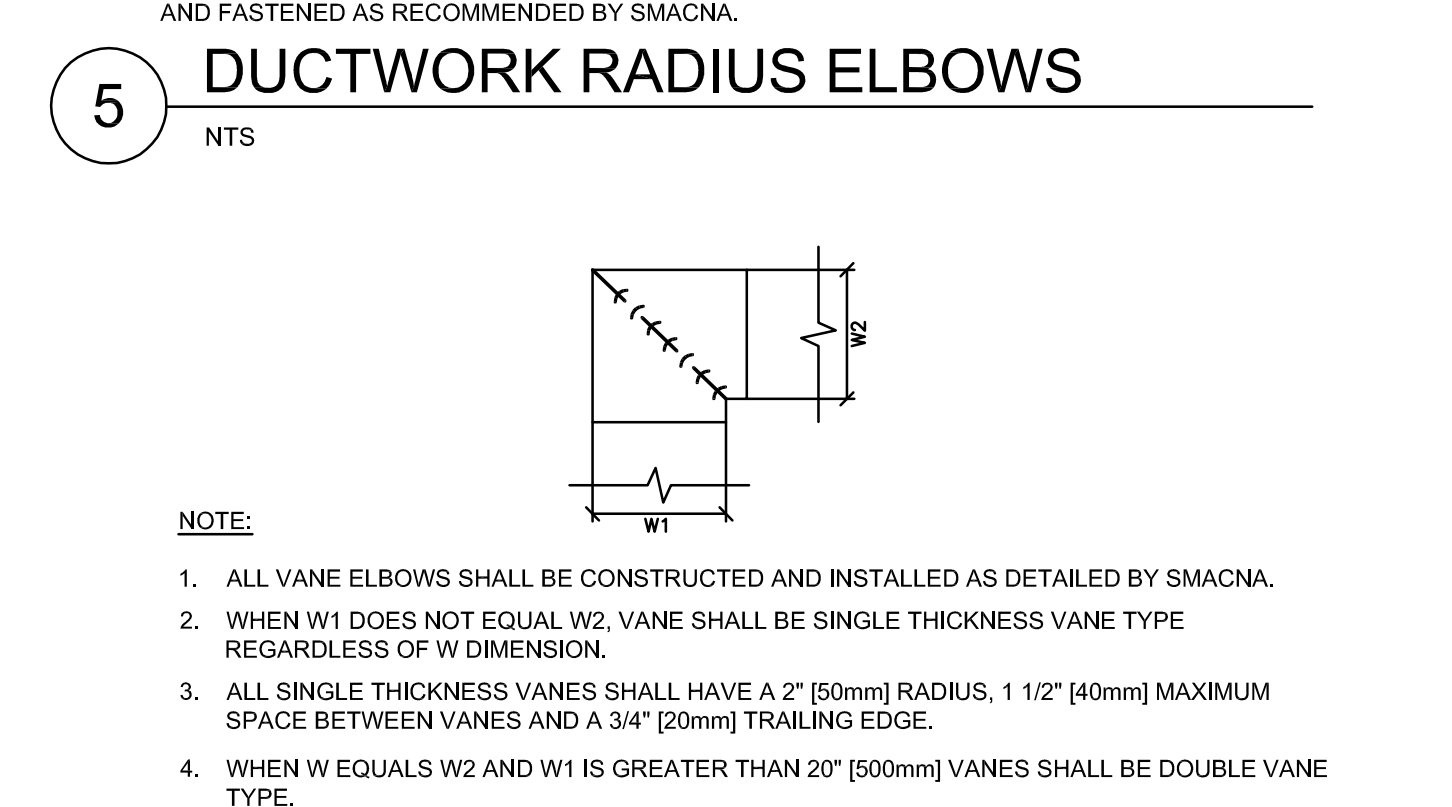 AND FASTENED AS RECOMMENDED BY SMACNA.
5
DUCTWORK RADIUS ELBOWS
NTS
W2
W1
NOTE:
1. ALL VANE ELBOWS SHALL BE CONSTRUCTED AND INSTALLED AS DETAILED BY SMACNA.
2. WHEN W1 DOES NOT EQUAL W2, VANE SHALL BE SINGLE THICKNESS VANE TYPE
REGARDLESS OF W DIMENSION.
3. ALL SINGLE THICKNESS VANES SHALL HAVE A 2" [50mm] RADIUS, 1 1/2" [40mm] MAXIMUM
SPACE BETWEEN VANES AND A 3/4" [20mm] TRAILING EDGE.
4. WHEN W EQUALS W2 AND W1 IS GREATER THAN 20" [500mm] VANES SHALL BE DOUBLE VANE
TYPE.